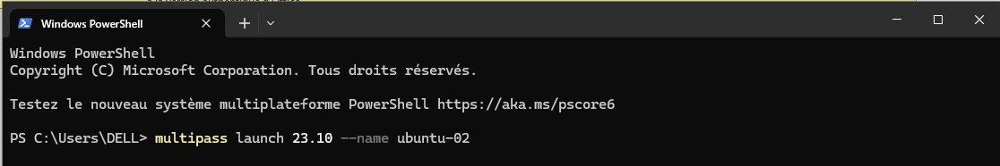 Windows PowerShell
Windows PowerShell
Copyright (C) Microsoft Corporation. Tous droits réservés.
Testez le nouveau système multiplateforme PowerShell https://aka.ms/pscore6
PS C:\Users\DELL> multipass launch 23.10 --name ubuntu-02